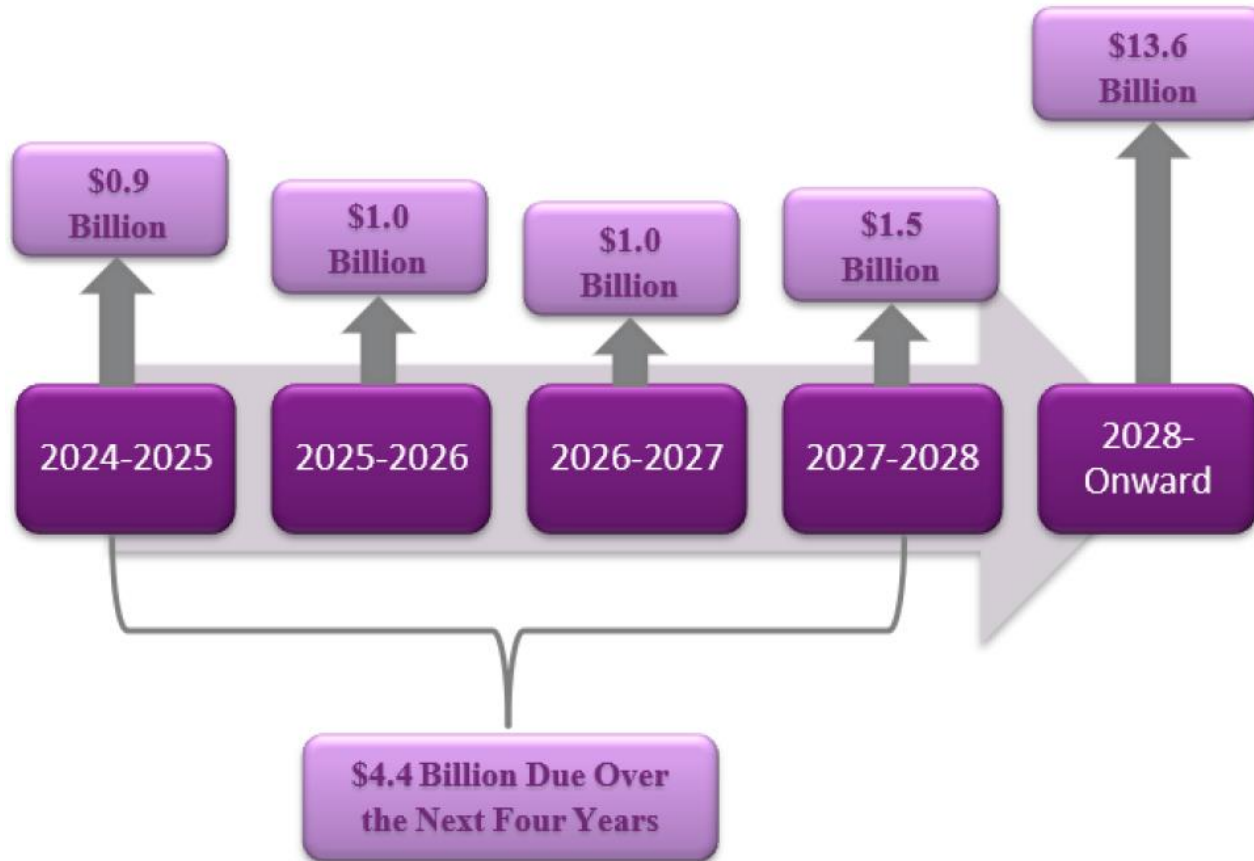 $13.6
Billion
$0.9
Billion
$1.0
Billion
$1.0
Billion
$1.5
Billion
2024-2025
2025-2026
2026-2027
2027-2028
2028-
Onward
$4.4 Billion Due Over
the Next Four Years